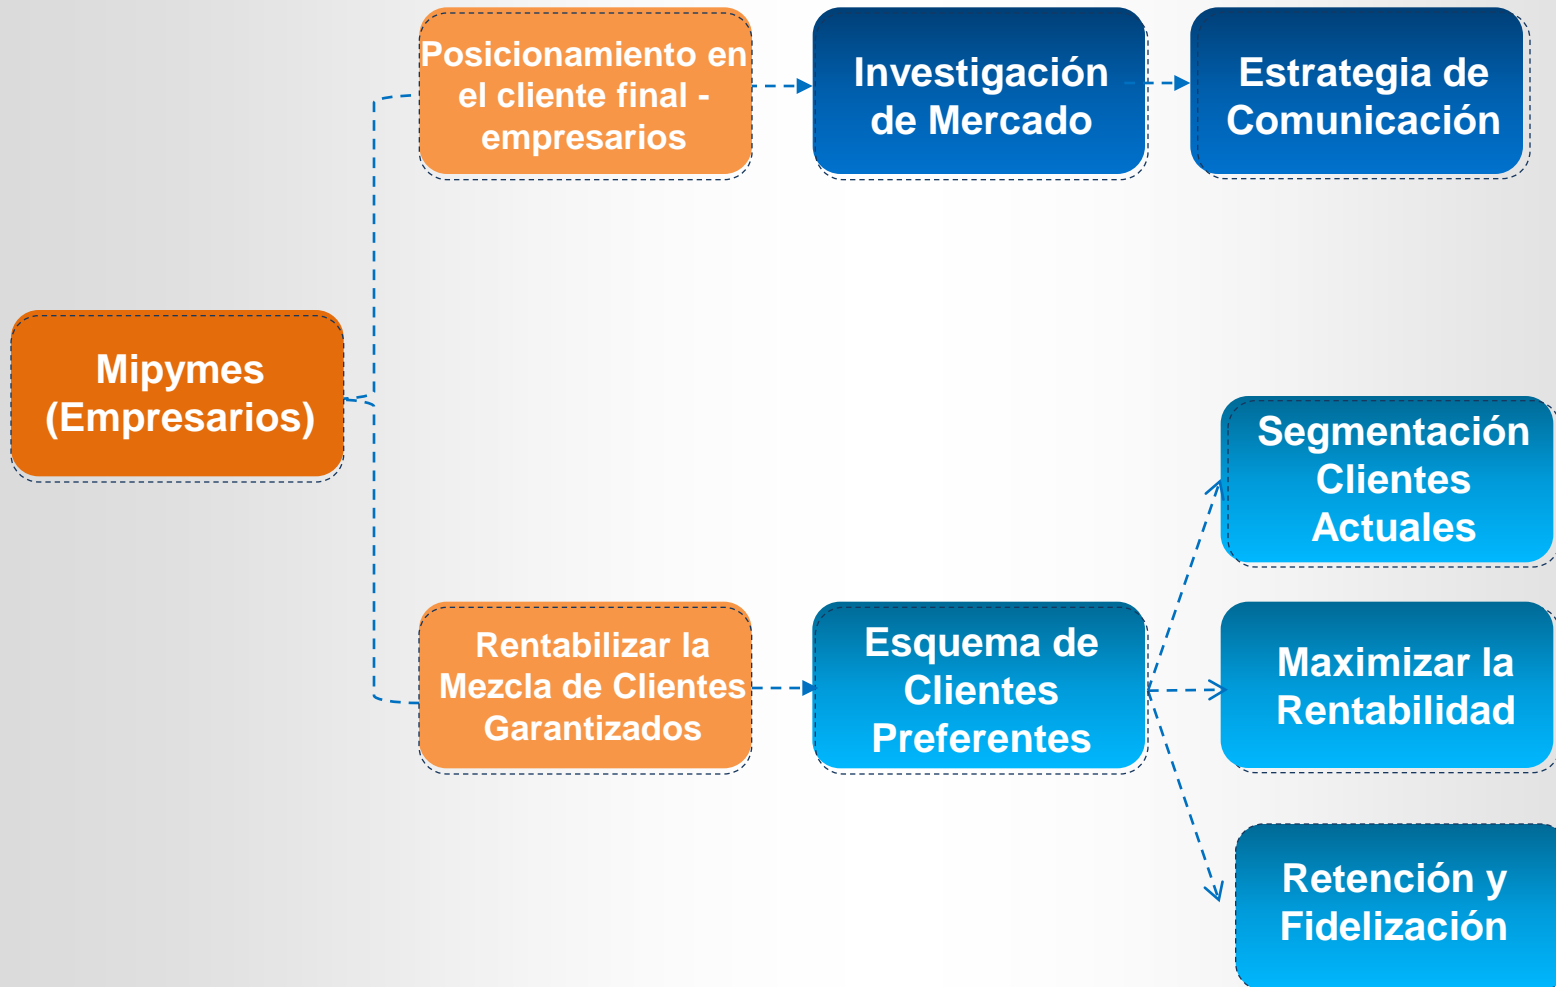 Posicionamiento en
el cliente final -
empresarios
Investigación
de Mercado
Estrategia de
Comunicación
Mipymes
(Empresarios)
Segmentación
Clientes
Actuales
Rentabilizar la
Mezcla de Clientes
Garantizados
Esquema de
Clientes
Preferentes
Maximizar la
Rentabilidad
Retención y
Fidelización